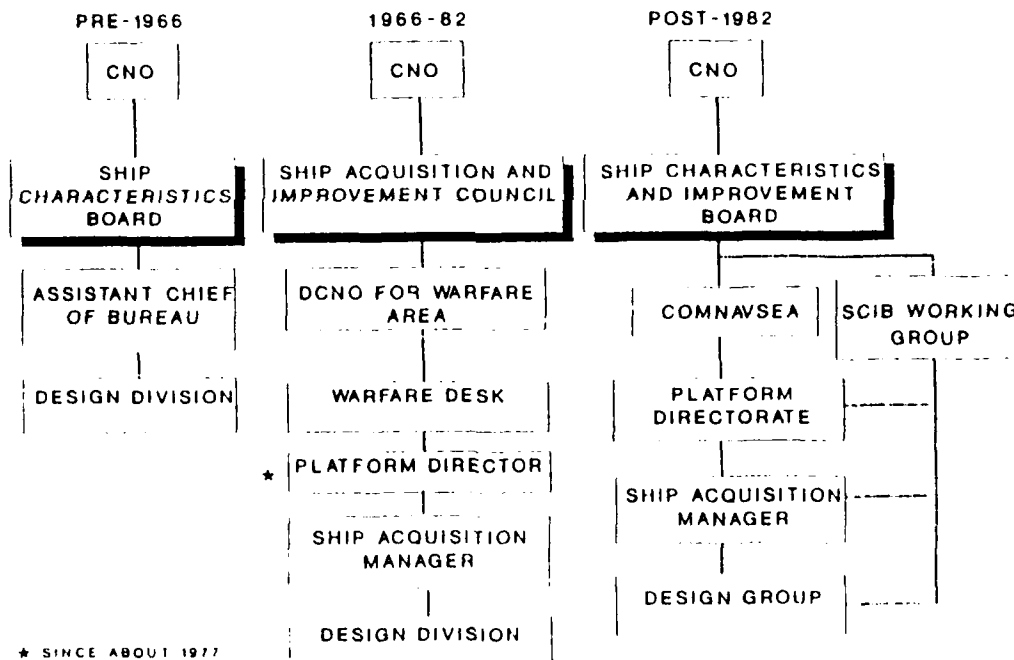 PRE-1966
CNO
SHIP
CHARACTERISTICS
BOARD
ASSISTANT CHIEF
OF BUREAU
DESIGN DIVISION
1966-82
CNO
SHIP ACQUISITION AND
IMPROVEMENT COUNCIL
DCNO FOR WARFARE
AREA
WARFARE DESK
* PLATFORM DIRECTOR
SHIP ACQUISITION
MANAGER
DESIGN DIVISION
POST-1982
CNO
SHIP CHARACTERISTICS
AND IMPROVEMENT
BOARD
COMNAVSEA
SCIB WORKING
GROUP
PLATFORM
DIRECTORATE
SHIP ACQUISITION
MANAGER
DESIGN GROUP
* SINCE ABOUT 1977